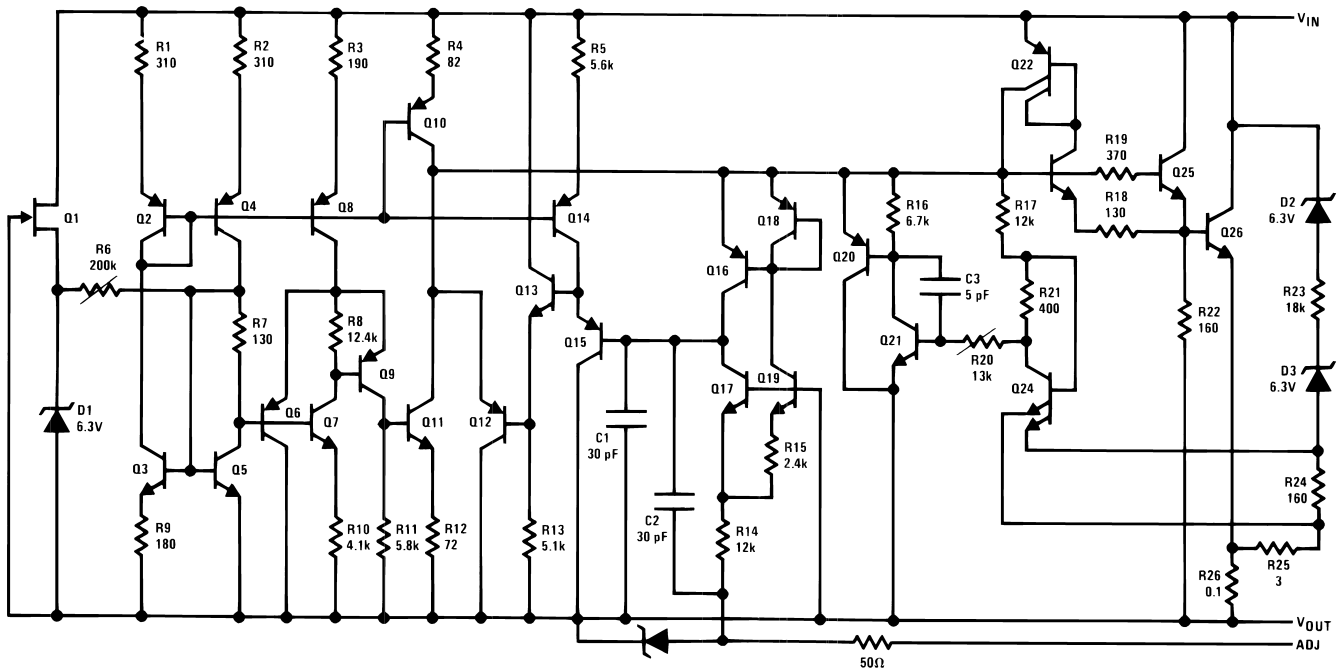 V_IN
R1
310
R2
310
R3
190
R4
82
R5
5.6k
Q22
R19
370
Q10
Q25
R18
130
D2
6.3V
Q1
Q2
Q4
Q8
Q14
Q18
R16
6.7k
R17
12k
Q26
R6
200k
Q16
Q20
C3
5 pF
Q13
R7
130
R8
12.4k
Q15
R21
400
R22
160
R23
18k
Q9
Q21
R20
13k
D1
6.3V
Q17
Q19
D3
6.3V
Q6
Q7
Q11
Q12
C1
30 pF
Q24
Q3
Q5
R15
2.4k
R9
180
R10
4.1k
R11
5.8k
R12
72
R13
5.1k
C2
30 pF
R14
12k
R24
160
R25
3
R26
0.1
V_OUT
ADJ
50Ω